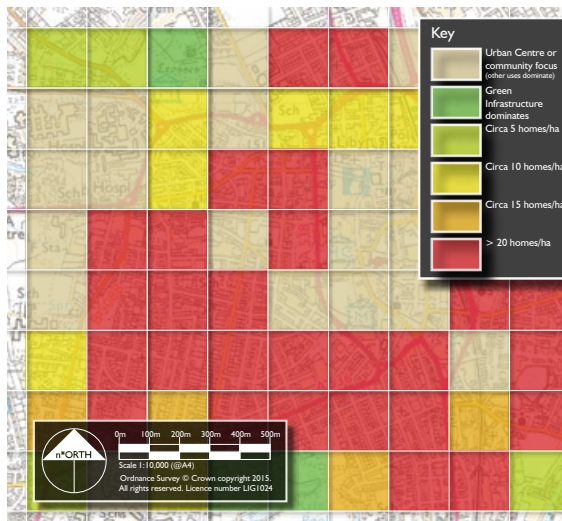 Key
Urban Centre or
community focus
(other uses dominate)
Green
Infrastructure
dominates
Circa 5 homes/ha
Circa 10 homes/ha
Circa 15 homes/ha
> 20 homes/ha
Sch
Hospl
Sta
Sch
n*ORTH
0m 100m 200m 300m 400m 500m
Scale 1:10,000 (@A4)
Ordnance Survey © Crown copyright 2015.
All rights reserved. Licence number LIG1024